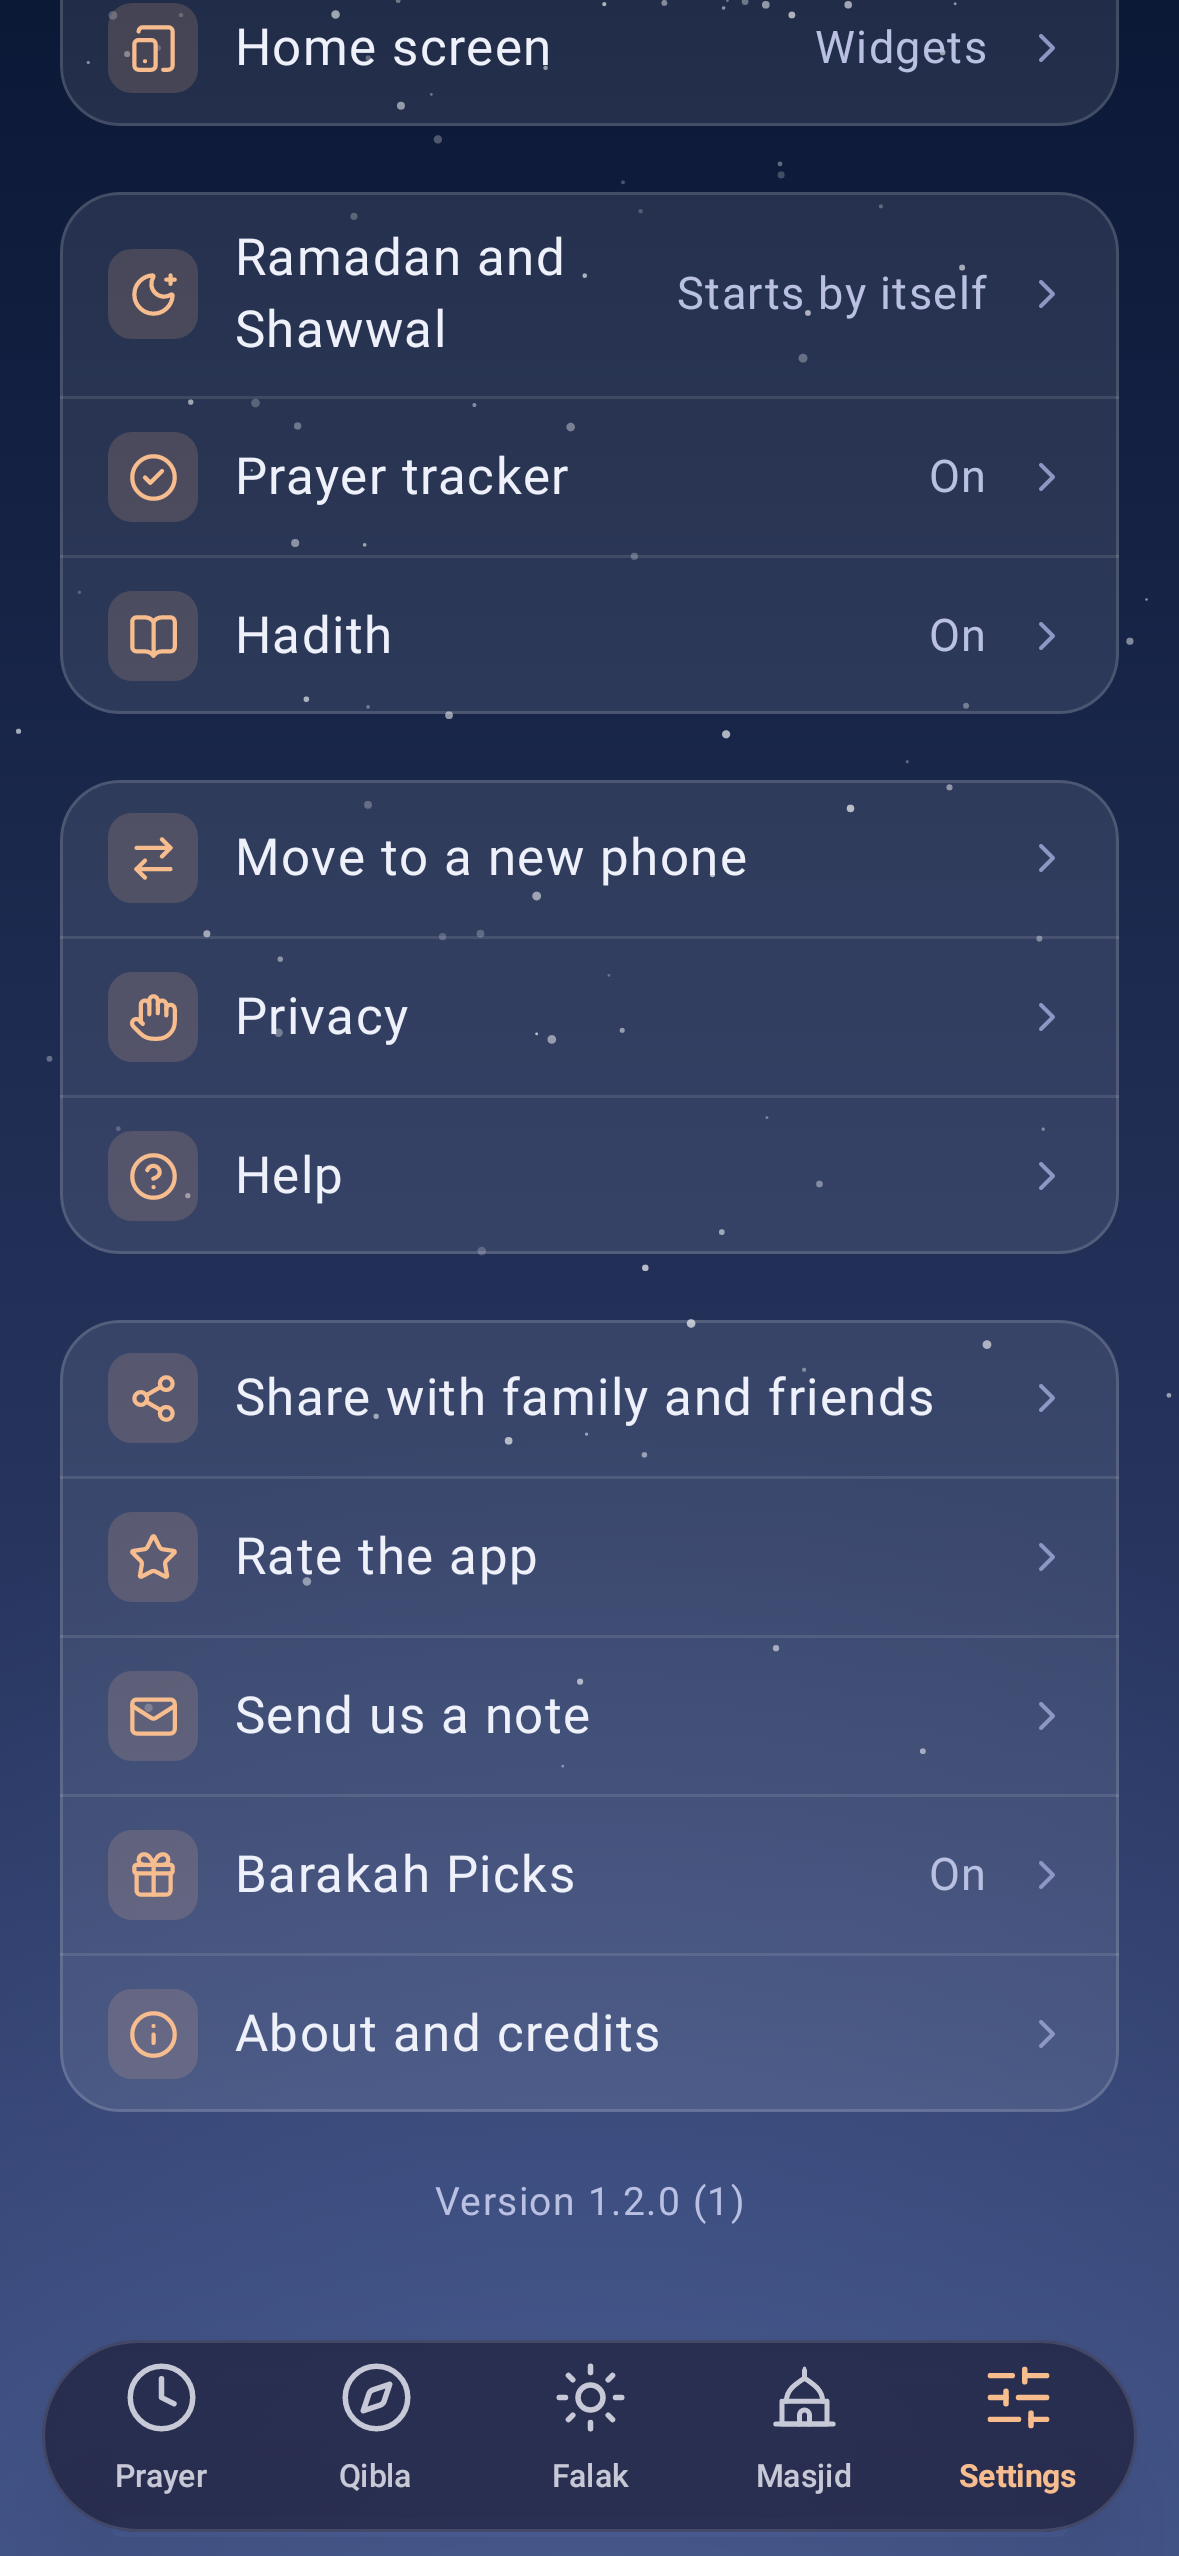 Home screen
Widgets
Ramadan and
Shawwal
Starts by itself
Prayer tracker
On
Hadith
On
Move to a new phone
Privacy
Help
Share with family and friends
Rate the app
Send us a note
Barakah Picks
On
About and credits
Version 1.2.0 (1)
Prayer
Qibla
Falak
Masjid
Settings